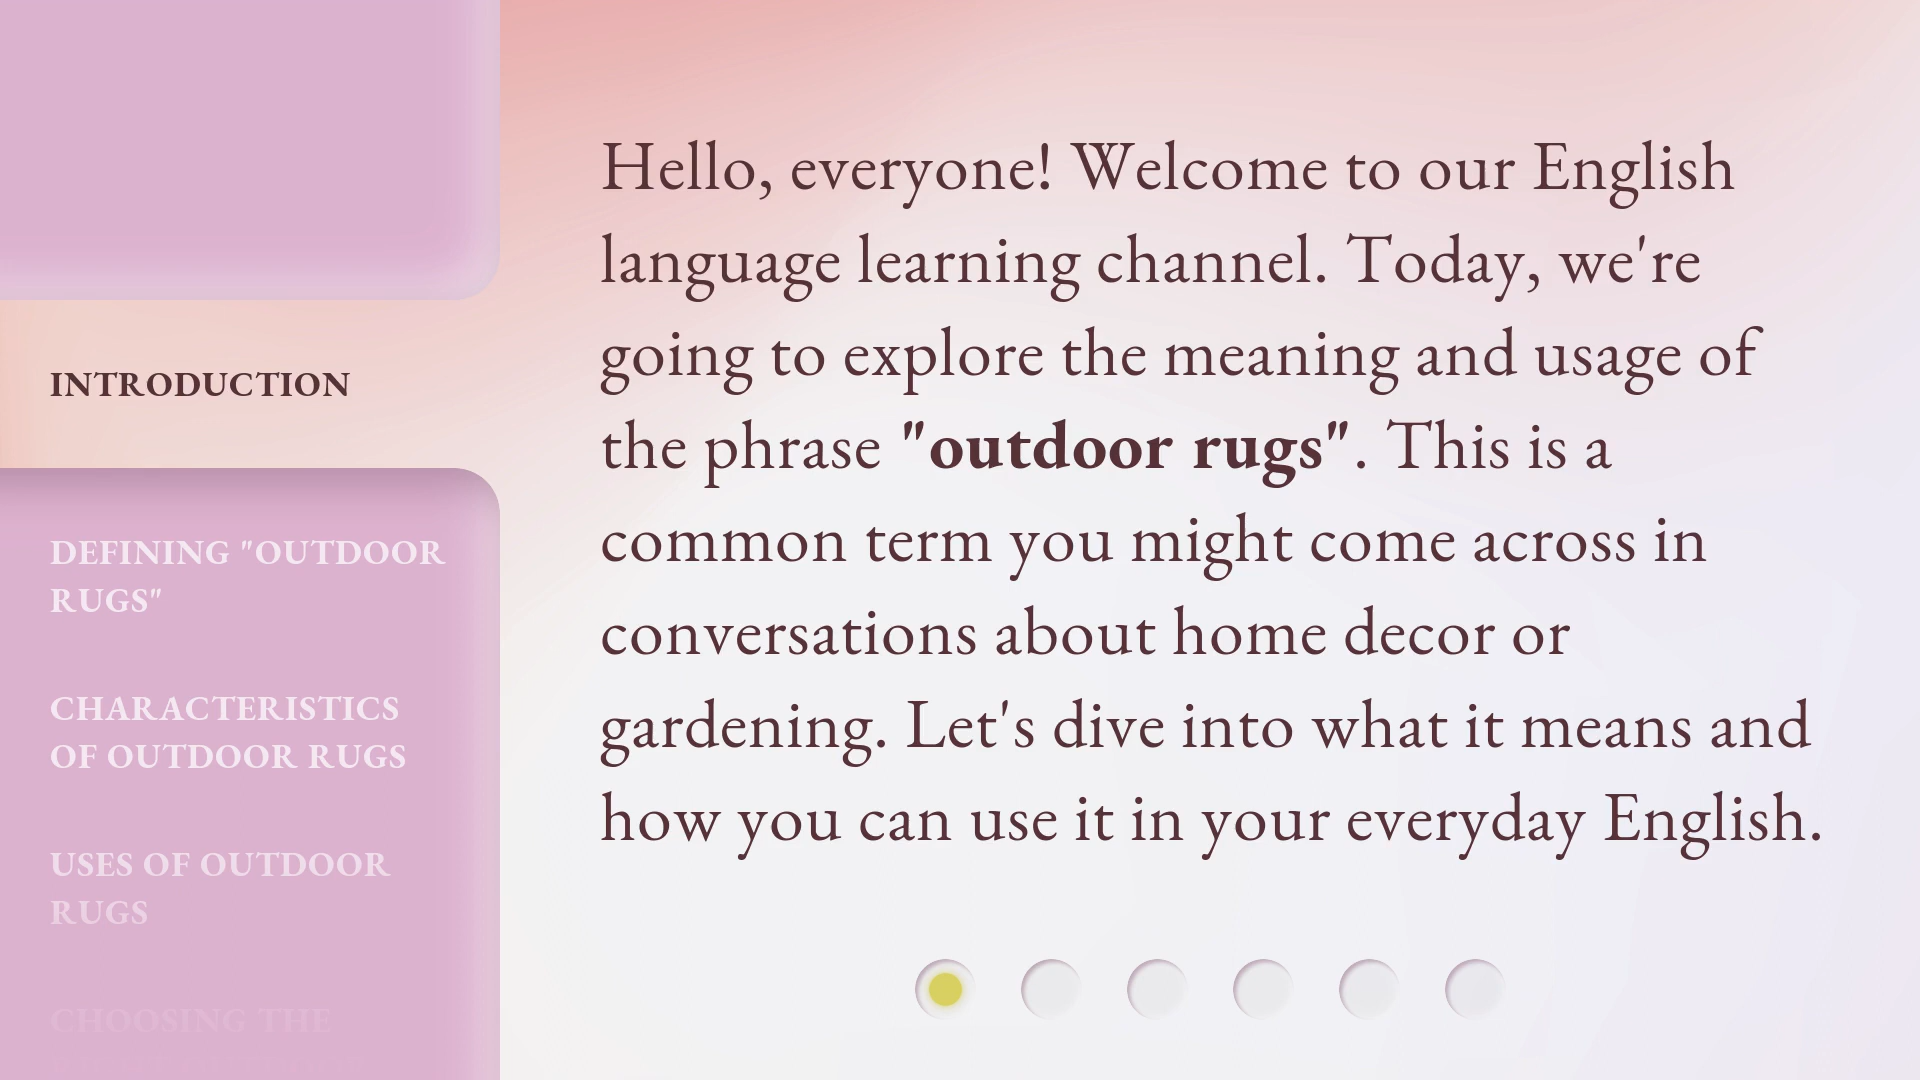 INTRODUCTION
DEFINING "OUTDOOR
RUGS"
CHARACTERISTICS
OF OUTDOOR RUGS
USES OF OUTDOOR
RUGS
CHOOSING THE
Hello, everyone! Welcome to our English
language learning channel. Today, we're
going to explore the meaning and usage of
the phrase "outdoor rugs". This is a
common term you might come across in
conversations about home decor or
gardening. Let's dive into what it means and
how you can use it in your everyday English.